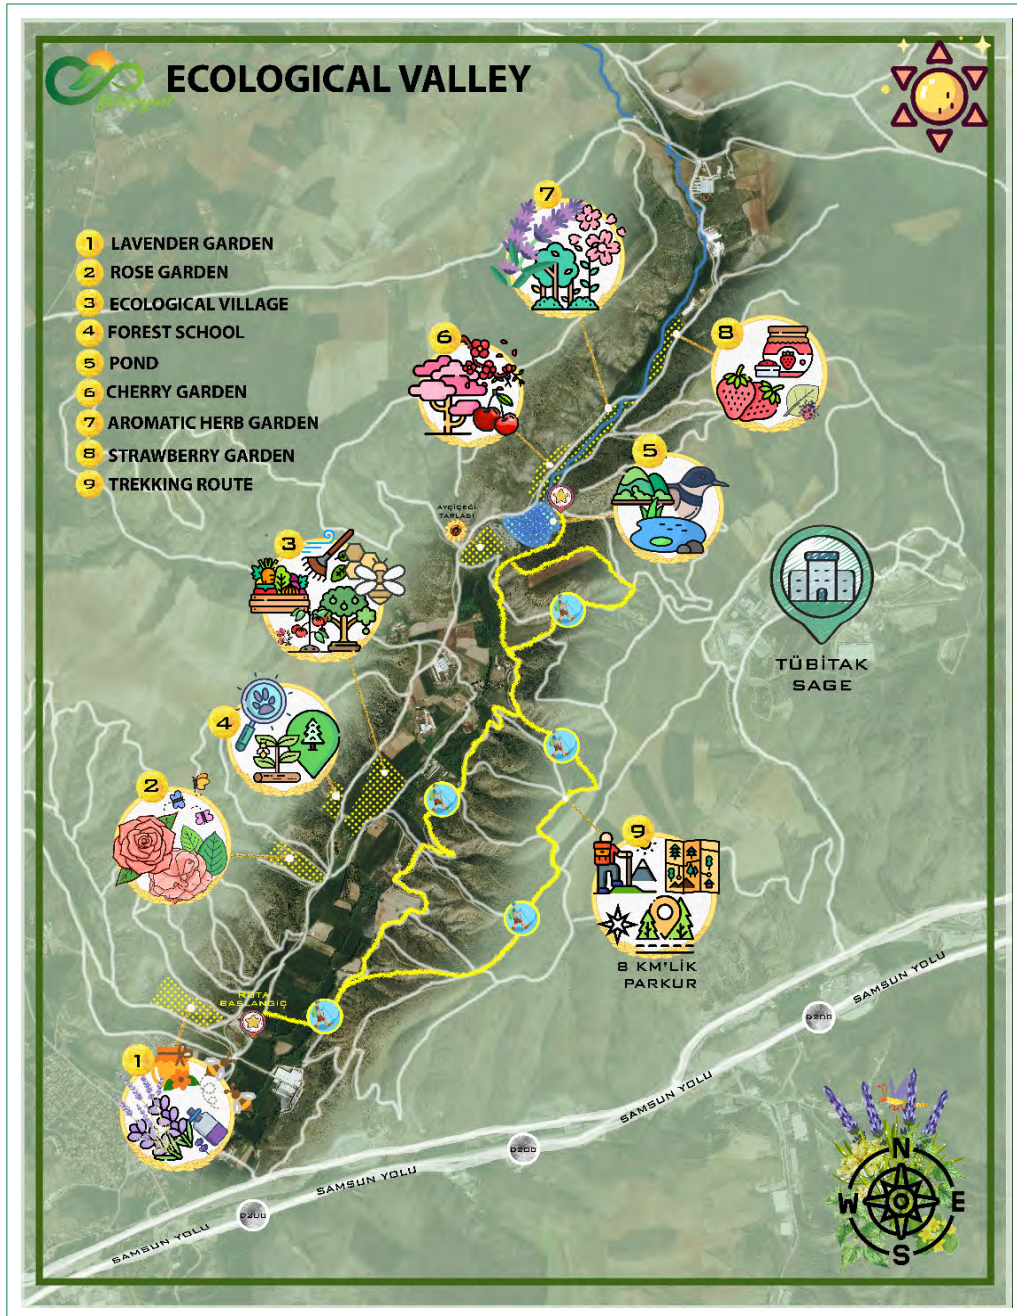 ECOLOGICAL VALLEY
1 LAVENDER GARDEN
2 ROSE GARDEN
3 ECOLOGICAL VILLAGE
4 FOREST SCHOOL
5 POND
6 CHERRY GARDEN
7 AROMATIC HERB GARDEN
8 STRAWBERRY GARDEN
9 TREKKING ROUTE
7
8
6
5
AYÇİÇEĞİ
TARLASI
3
TÜBİTAK
SAGE
4
2
9
8 KM'LİK
PARKUR
ROTA
BAŞLANGIÇ
1
SAMSUN YOLU
D200
SAMSUN YOLU
D200
SAMSUN YOLU
D200
SAMSUN YOLU
N
W
E
S